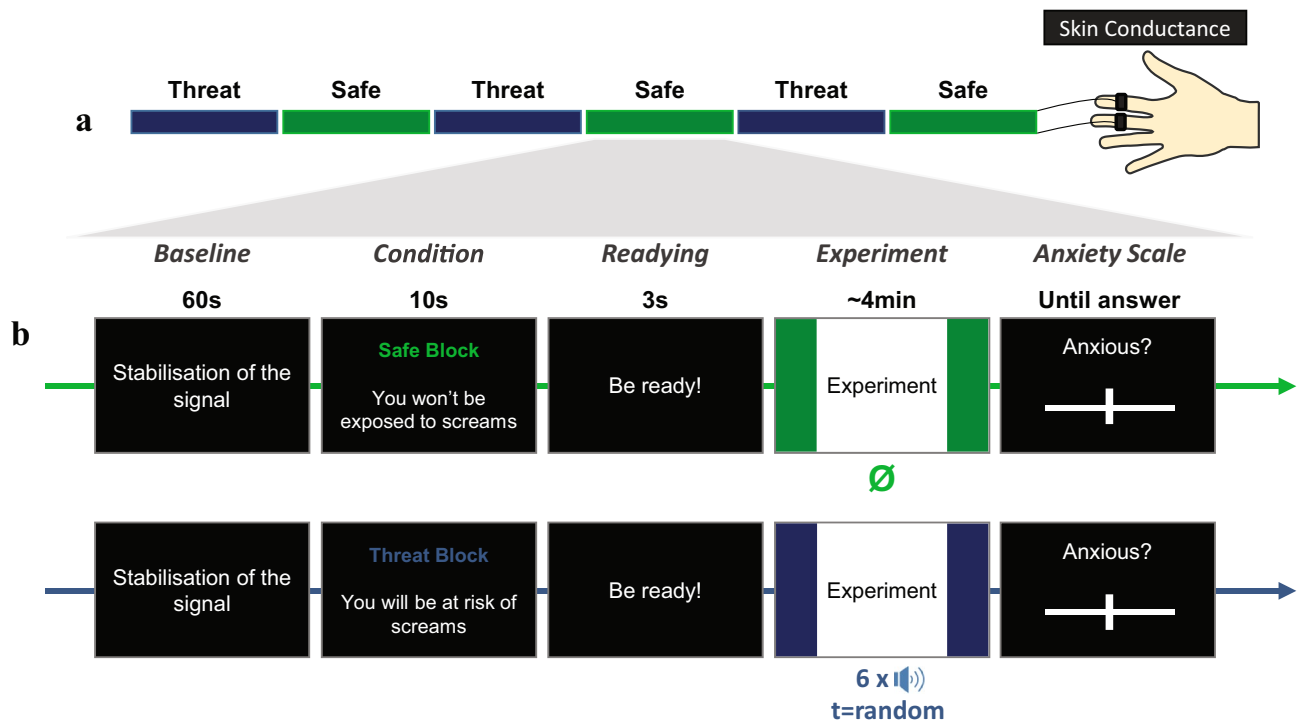 Skin Conductance
Threat Safe Threat Safe Threat Safe
a
Baseline Condition Readying Experiment Anxiety Scale
60s 10s 3s ~4min Until answer
b
Stabilisation of the
signal
Safe Block
You won’t be
exposed to screams
Be ready!
Experiment
Anxious?
Ø
Stabilisation of the
signal
Threat Block
You will be at risk of
screams
Be ready!
Experiment
Anxious?
6 x
t=random